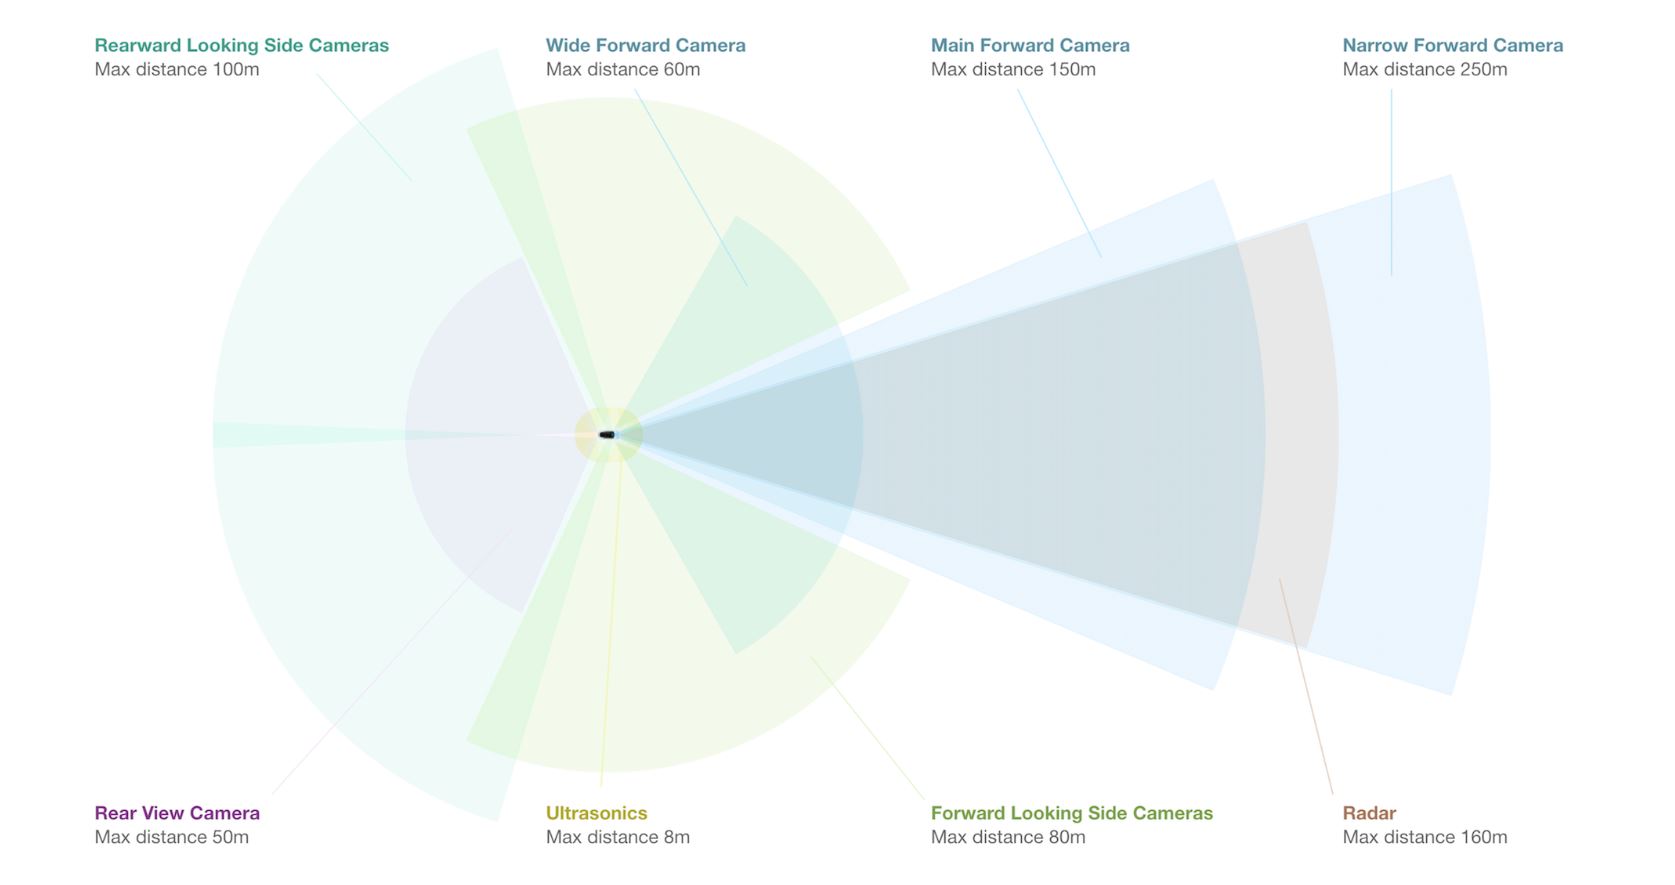 Rearward Looking Side Cameras
Max distance 100m
Wide Forward Camera
Max distance 60m
Main Forward Camera
Max distance 150m
Narrow Forward Camera
Max distance 250m
Rear View Camera
Max distance 50m
Ultrasonics
Max distance 8m
Forward Looking Side Cameras
Max distance 80m
Radar
Max distance 160m